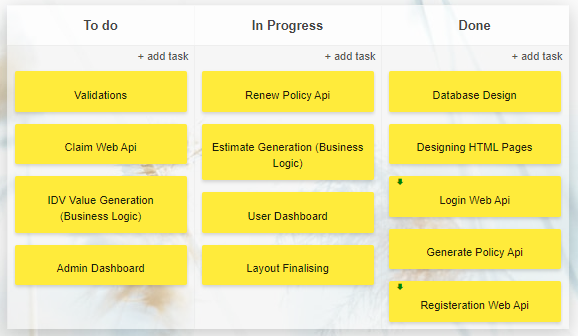 To do
+ add task
Validations
Claim Web Api
IDV Value Generation
(Business Logic)
Admin Dashboard
In Progress
+ add task
Renew Policy Api
Estimate Generation (Business
Logic)
User Dashboard
Layout Finalising
Done
+ add task
Database Design
Designing HTML Pages
Login Web Api
Generate Policy Api
Registeration Web Api